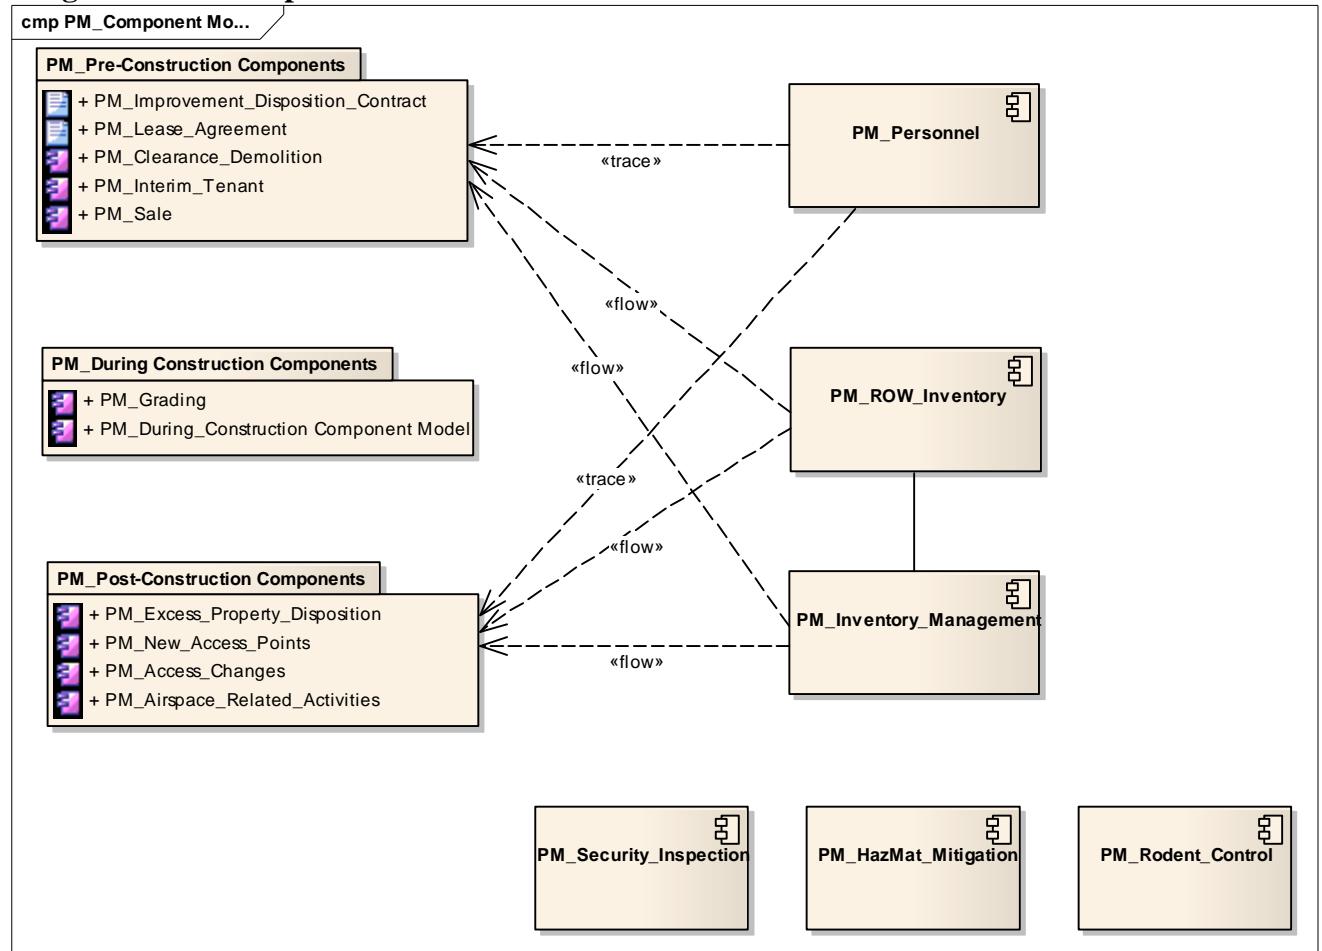 cmp PM_Component Mo...
PM_Pre-Construction Components
+ PM_Improvement_Disposition_Contract
+ PM_Lease_Agreement
+ PM_Clearance_Demolition
+ PM_Interim_Tenant
+ PM_Sale
PM_Personnel
«trace»
«flow»
«flow»
PM_During Construction Components
+ PM_Grading
+ PM_During_Construction Component Model
PM_ROW_Inventory
«trace»
«flow»
PM_Post-Construction Components
+ PM_Excess_Property_Disposition
+ PM_New_Access_Points
+ PM_Access_Changes
+ PM_Airspace_Related_Activities
PM_Inventory_Management
«flow»
PM_Security_Inspection
PM_HazMat_Mitigation
PM_Rodent_Control